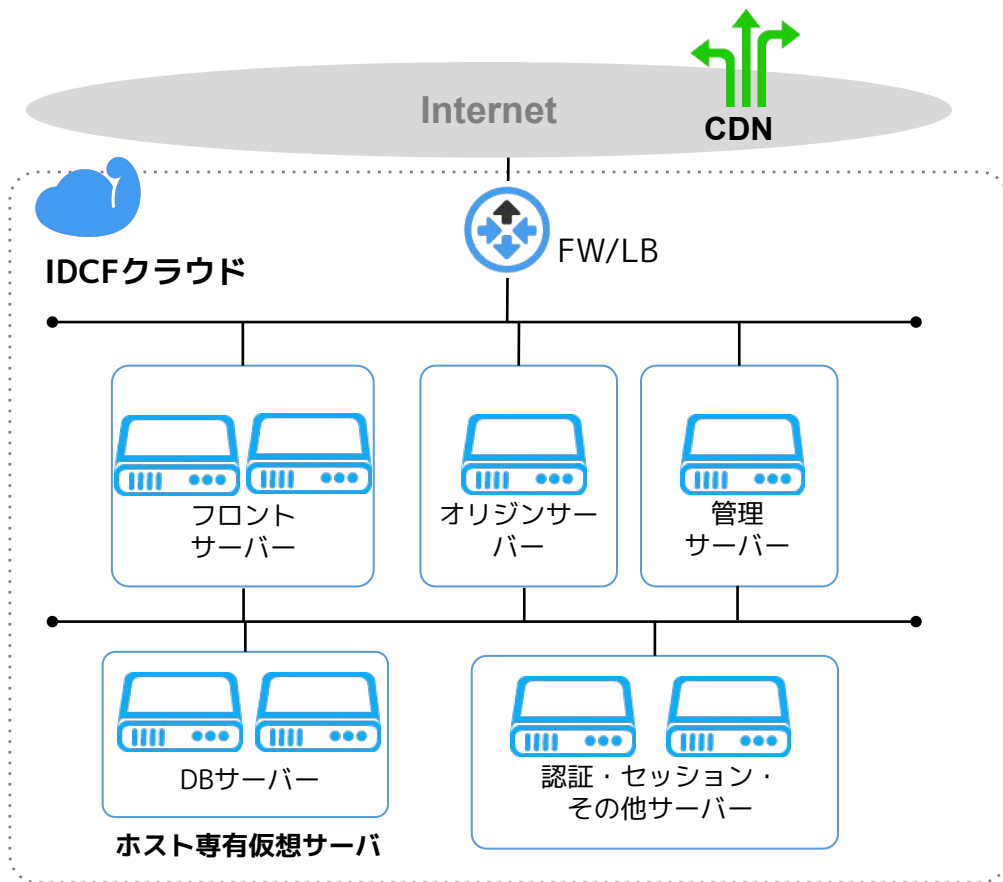 Internet
CDN
FW/LB
IDCFクラウド
フロント
サーバー
オリジンサー
バー
管理
サーバー
DBサーバー
認証・セッション・
その他サーバー
ホスト専有仮想サーバ